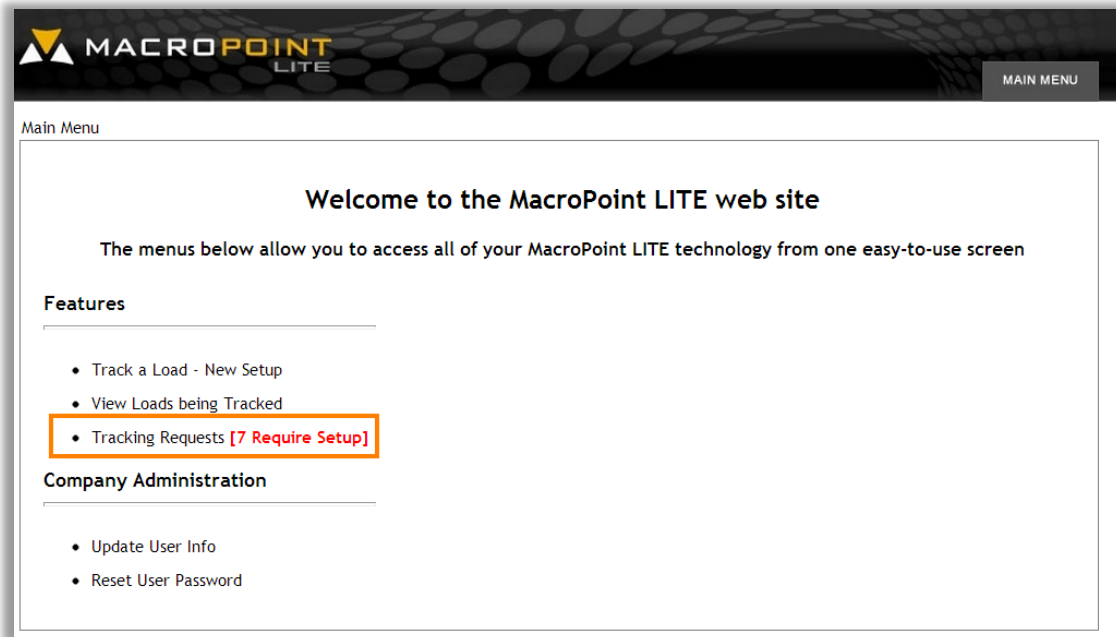 MACROPOINT
LITE
MAIN MENU
Main Menu
Welcome to the MacroPoint LITE web site
The menus below allow you to access all of your MacroPoint LITE technology from one easy-to-use screen
Features
Track a Load - New Setup
View Loads being Tracked
Tracking Requests [7 Require Setup]
Company Administration
Update User Info
Reset User Password